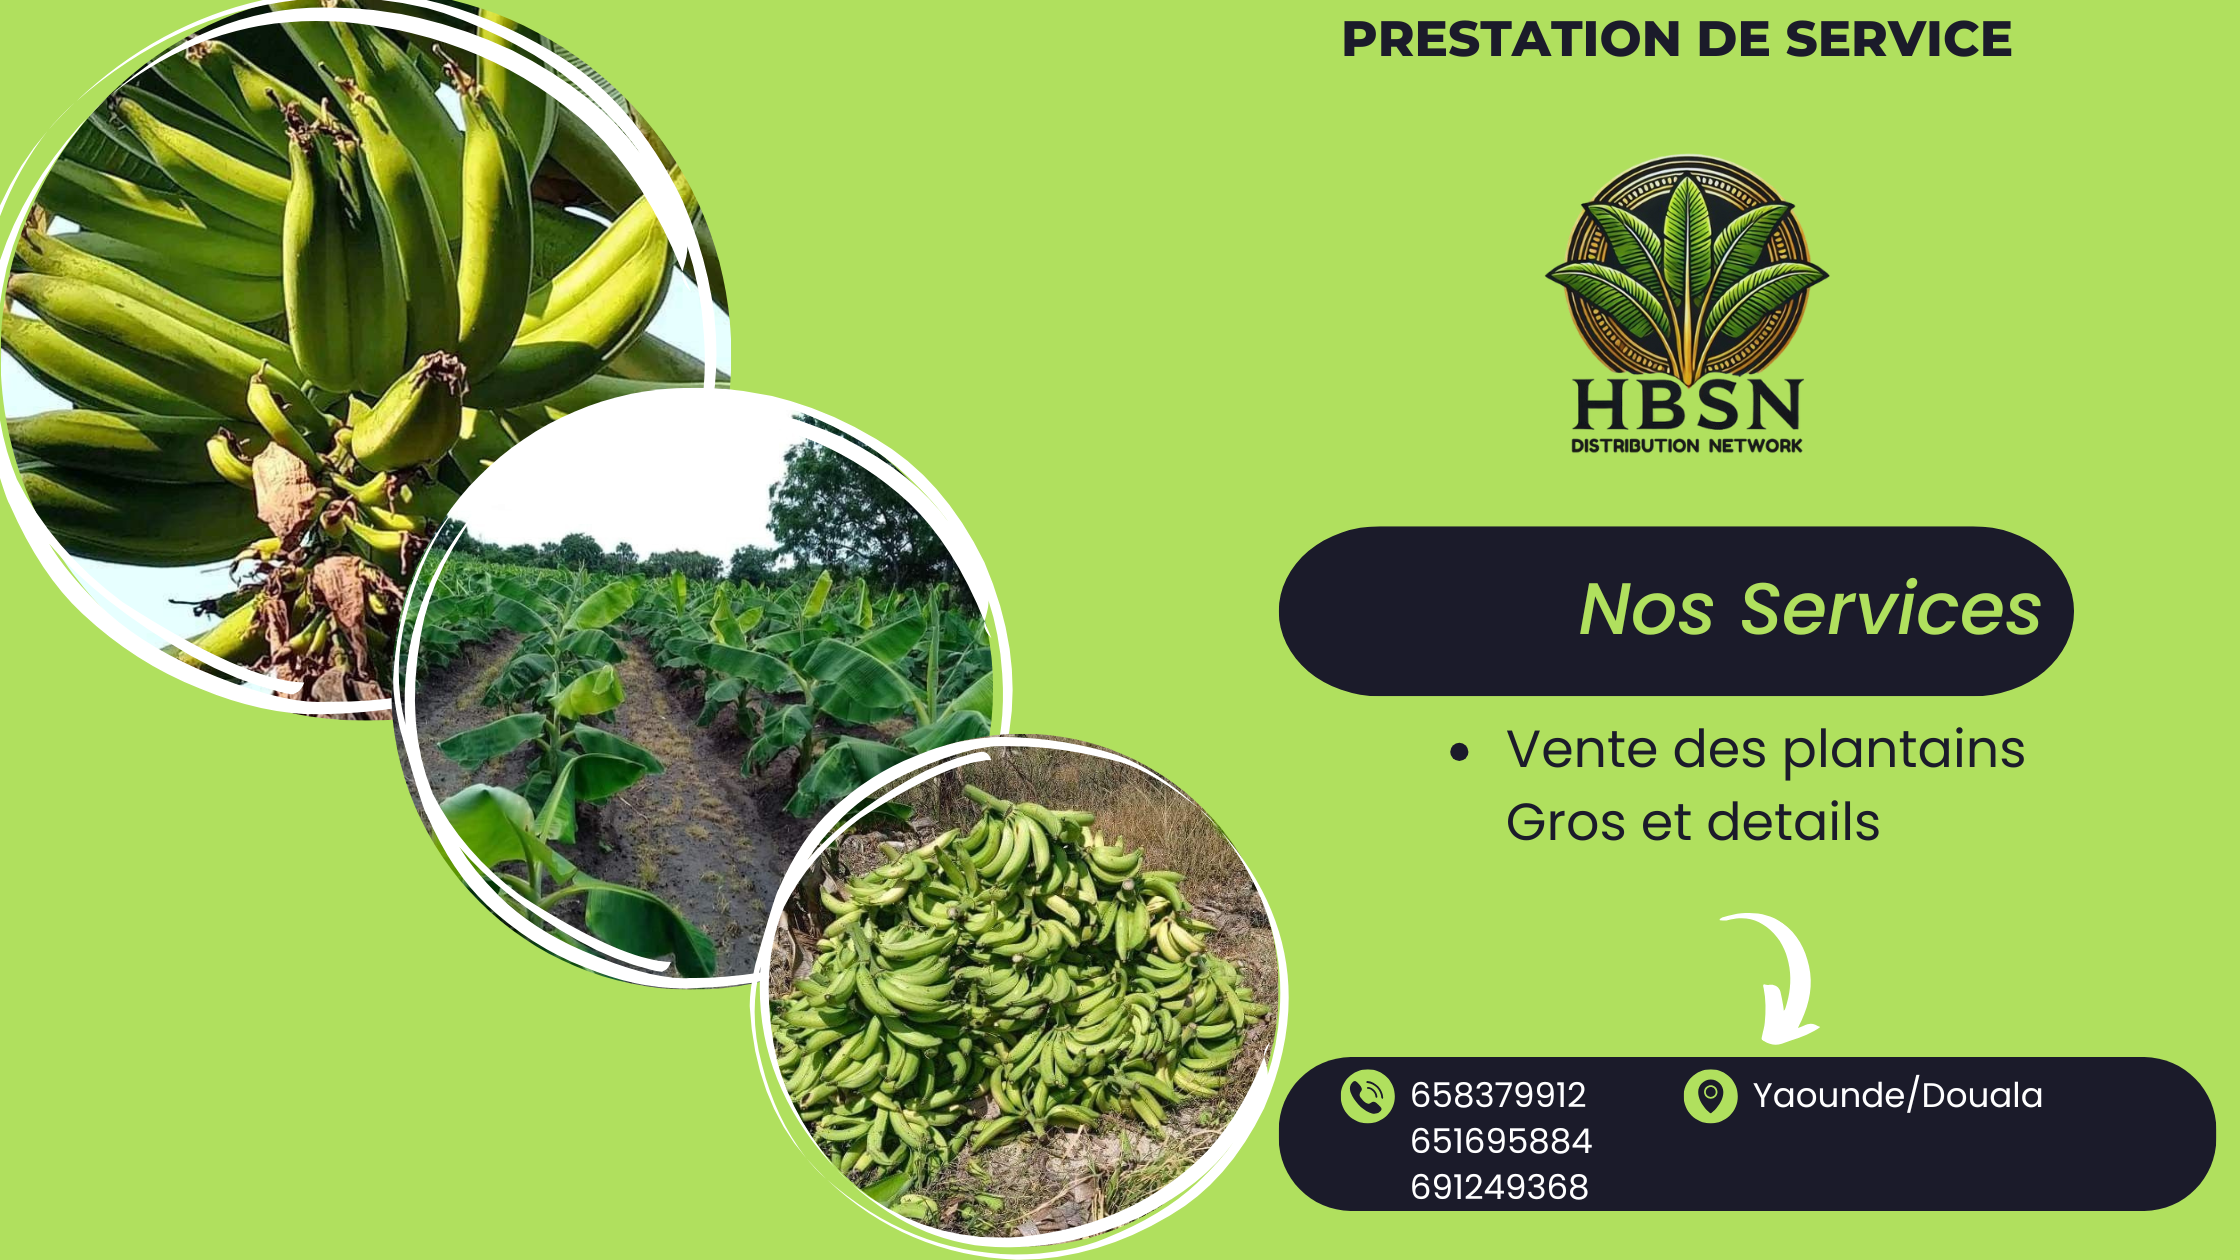 PRESTATION DE SERVICE
HBSN
DISTRIBUTION NETWORK
Nos Services
• Vente des plantains
Gros et details
658379912
651695884
691249368
Yaounde/Douala